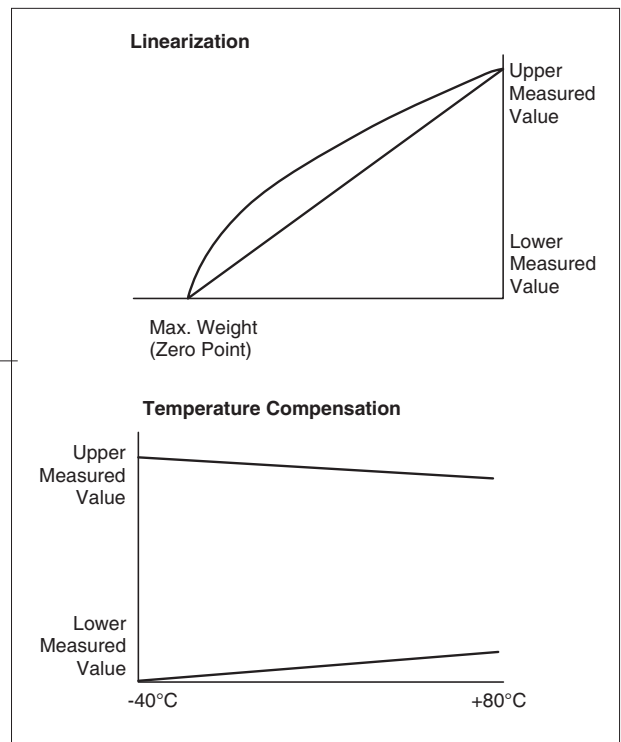 Linearization
Upper
Measured
Value
Lower
Measured
Value
Max. Weight
(Zero Point)
Temperature Compensation
Upper
Measured
Value
Lower
Measured
Value
-40°C
+80°C